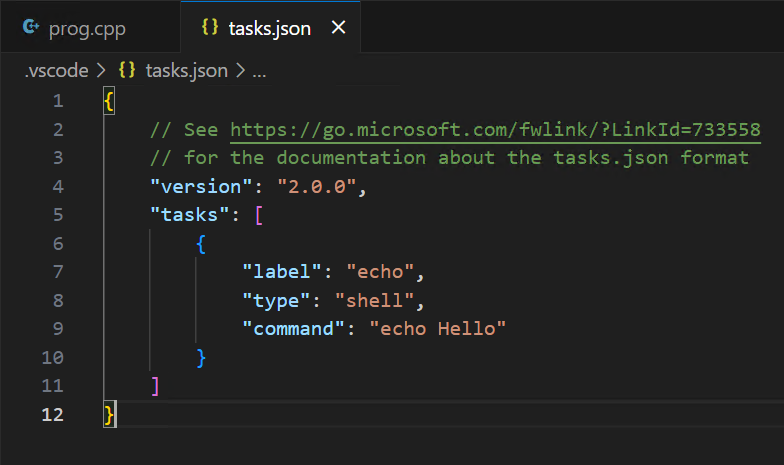 prog.cpp
tasks.json
.vscode > {} tasks.json > ...
1 {
2 // See https://go.microsoft.com/fwlink/?LinkId=733558
3 // for the documentation about the tasks.json format
4 "version": "2.0.0",
5 "tasks": [
6 {
7 "label": "echo",
8 "type": "shell",
9 "command": "echo Hello"
10 }
11 ]
12 }